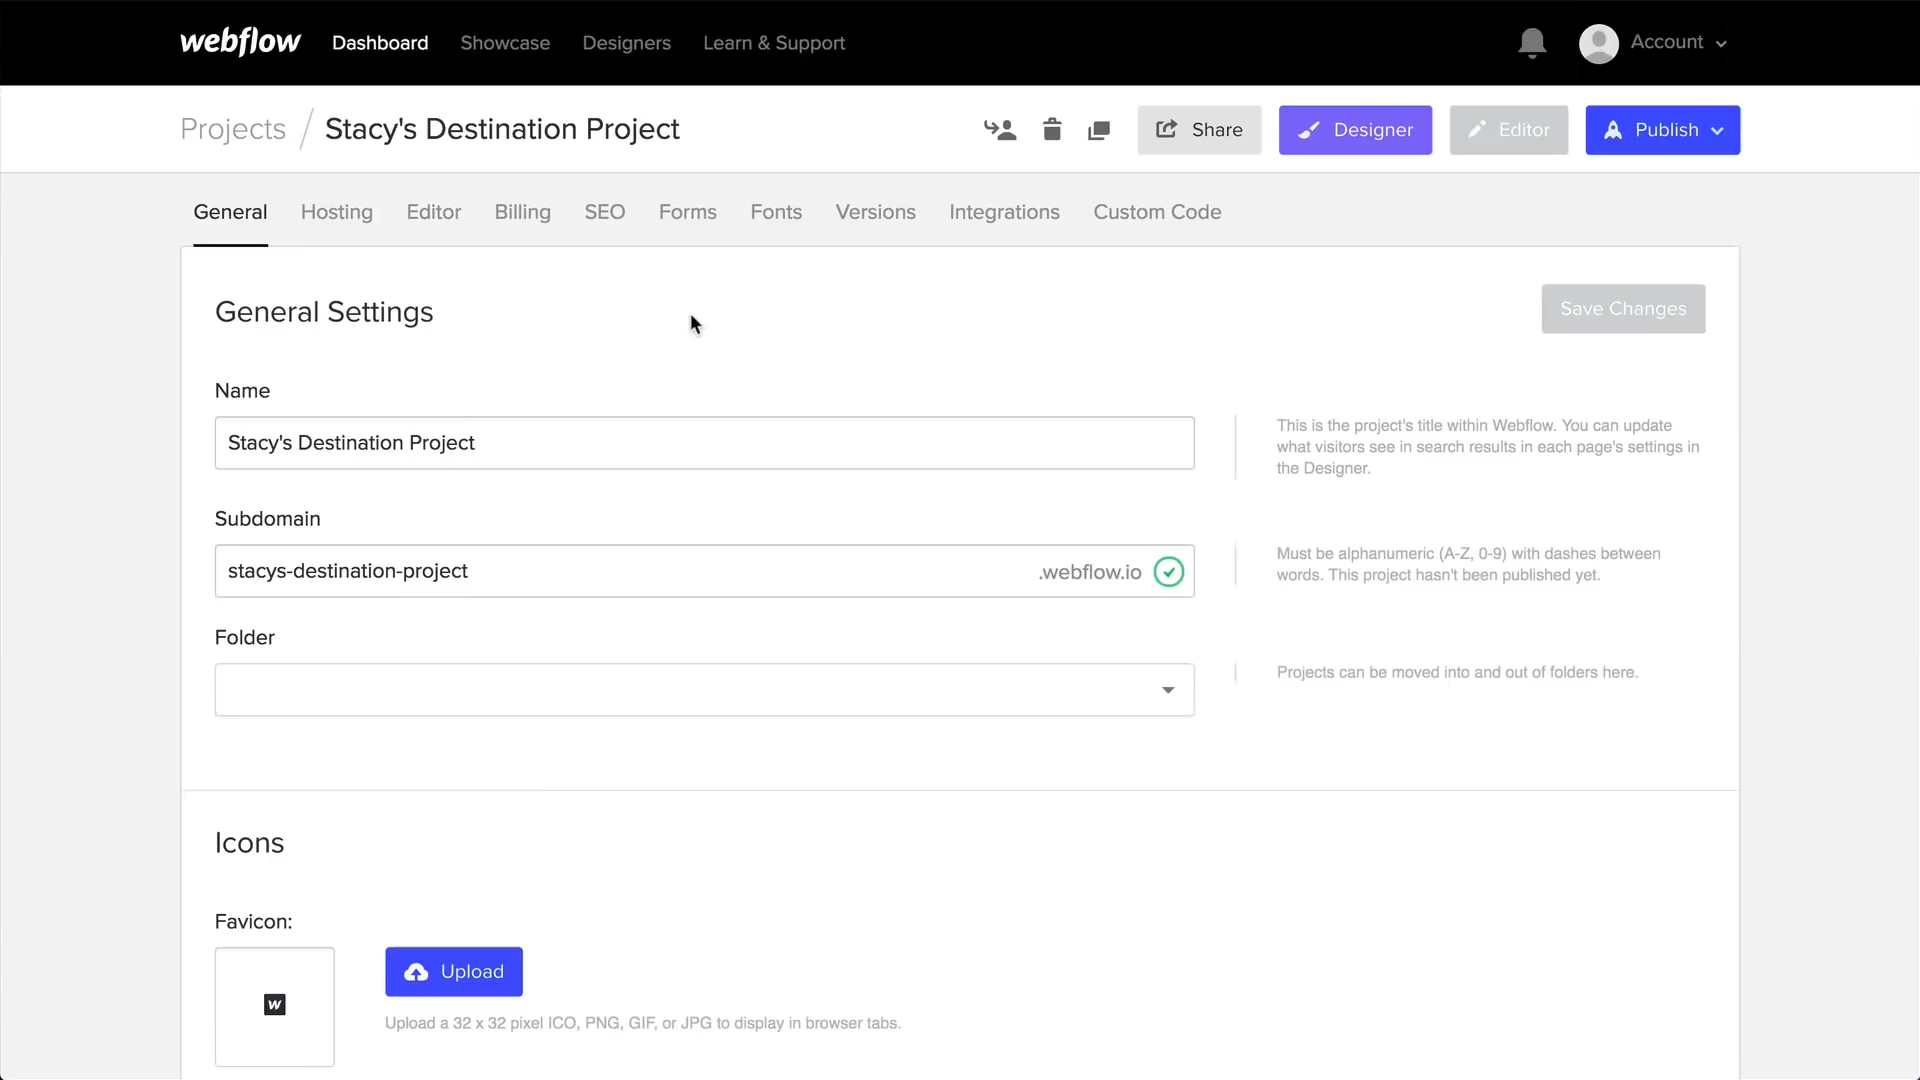 webflow Dashboard Showcase Designers Learn & Support Account
Projects / Stacy's Destination Project Share Designer Editor Publish
General Hosting Editor Billing SEO Forms Fonts Versions Integrations Custom Code
General Settings
Save Changes
Name
Stacy's Destination Project
This is the project's title within Webflow. You can update
what visitors see in search results in each page's settings in
the Designer.
Subdomain
stacys-destination-project .webflow.io
Must be alphanumeric (A-Z, 0-9) with dashes between
words. This project hasn't been published yet.
Folder
Projects can be moved into and out of folders here.
Icons
Favicon:
W
Upload
Upload a 32 x 32 pixel ICO, PNG, GIF, or JPG to display in browser tabs.